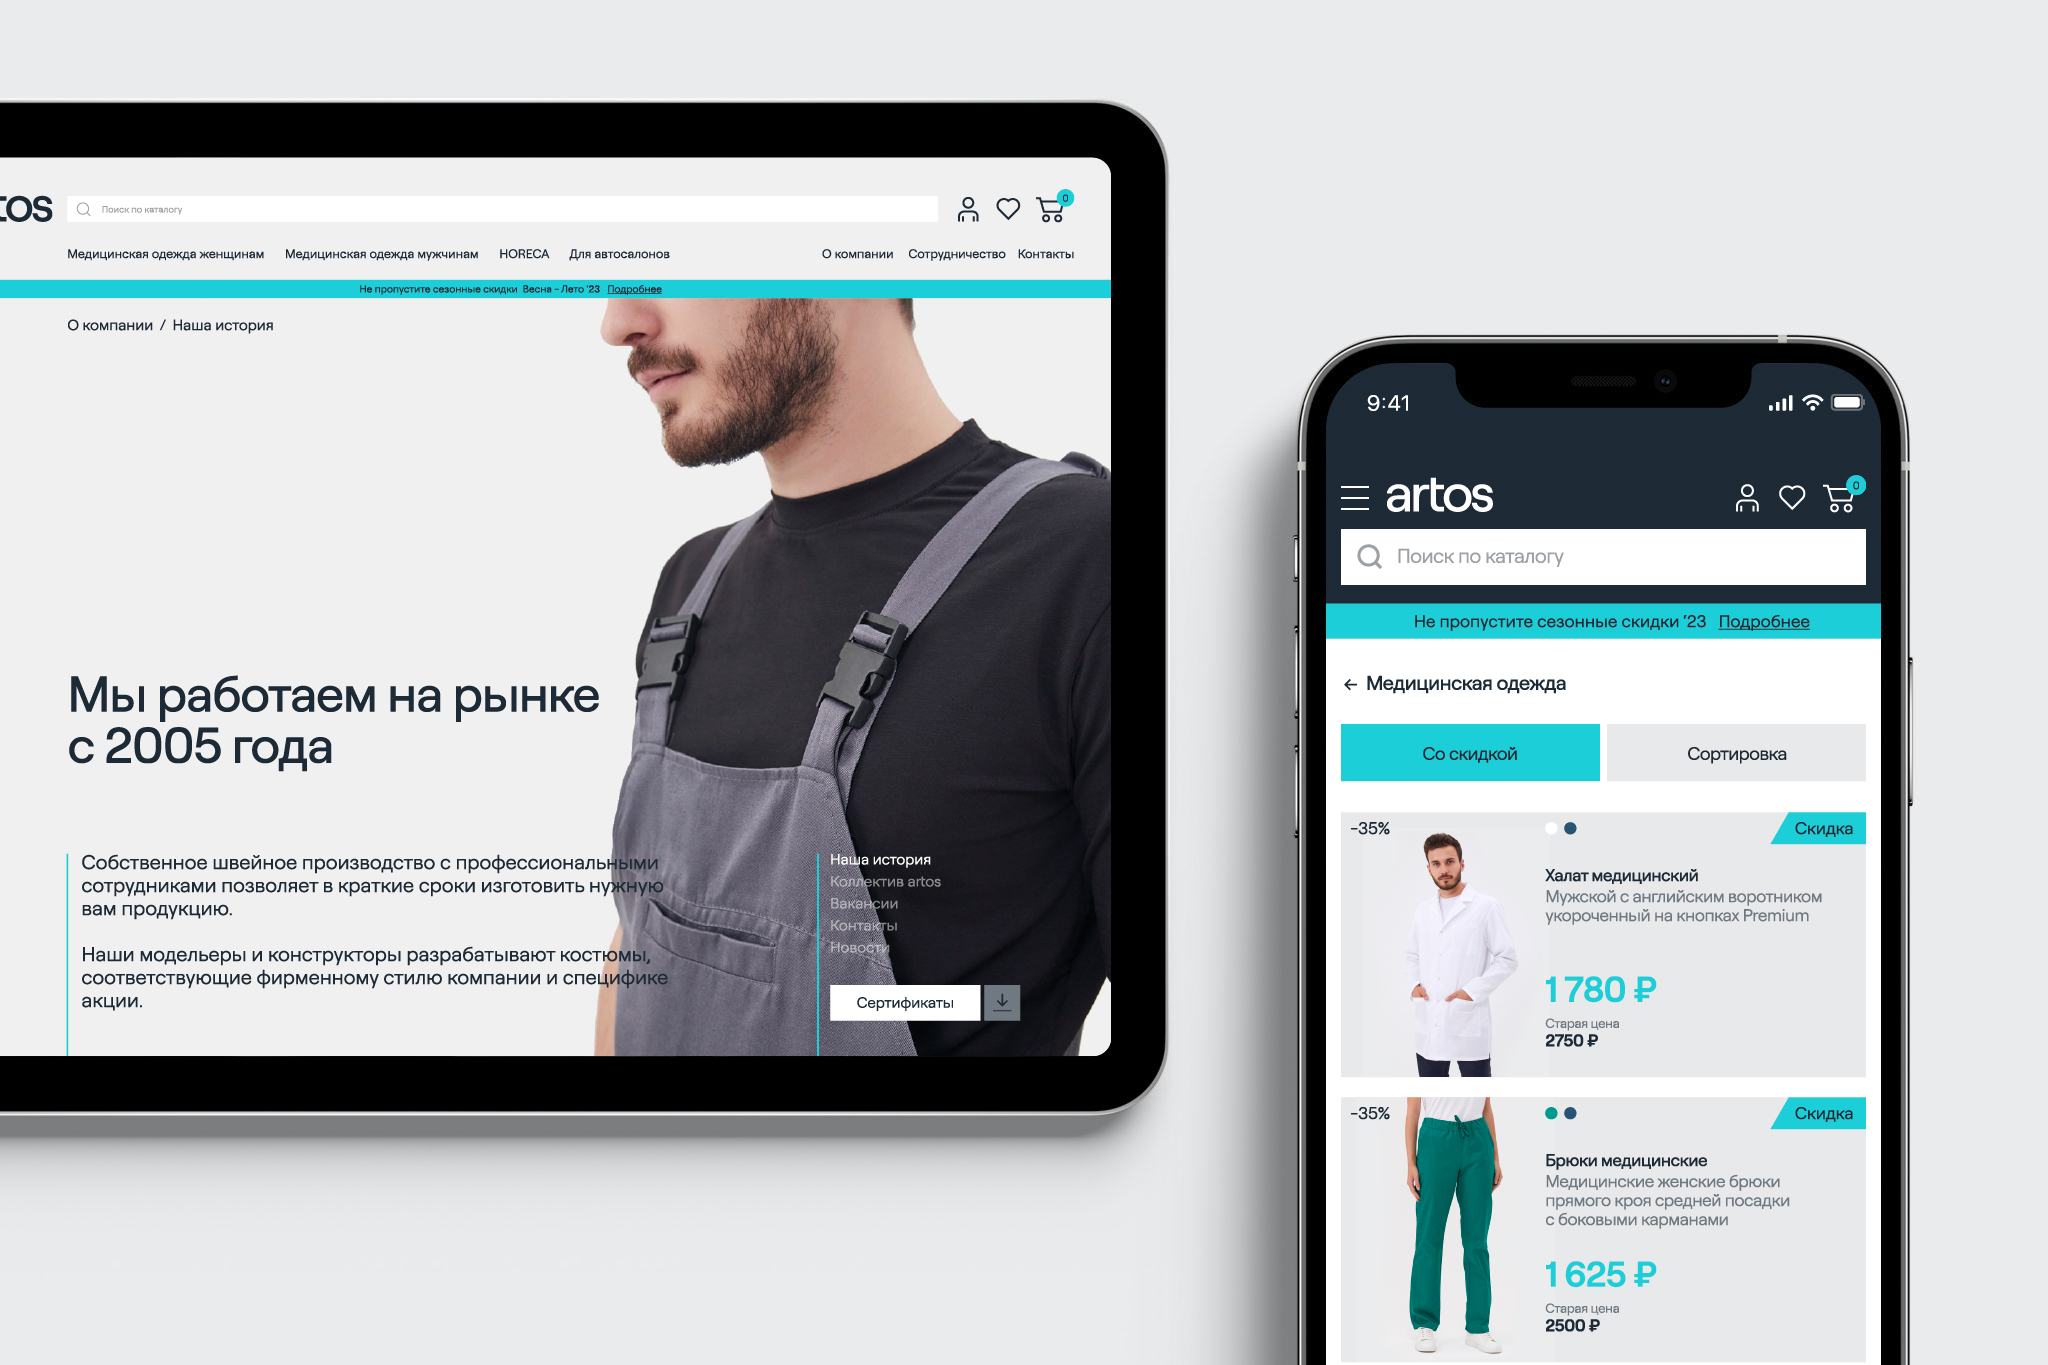 tos
Поиск по каталогу
0
Медицинская одежда женщинам Медицинская одежда мужчинам HORECA Для автосалонов О компании Сотрудничество Контакты
Не пропустите сезонные скидки Весна – Лето ’23 Подробнее
О компании / Наша история
Мы работаем на рынке
с 2005 года
Собственное швейное производство с профессиональными
сотрудниками позволяет в краткие сроки изготовить нужную
вам продукцию.
Наши модельеры и конструкторы разрабатывают костюмы,
соответствующие фирменному стилю компании и специфике
акции.
Наша история
Коллектив artos
Вакансии
Контакты
Новости
Сертификаты
9:41
artos
0
Поиск по каталогу
Не пропустите сезонные скидки ’23 Подробнее
← Медицинская одежда
Со скидкой Сортировка
-35% Скидка
Халат медицинский
Мужской с английским воротником
укороченный на кнопках Premium
1 780 ₽
Старая цена
2750 ₽
-35% Скидка
Брюки медицинские
Медицинские женские брюки
прямого кроя средней посадки
с боковыми карманами
1 625 ₽
Старая цена
2500 ₽